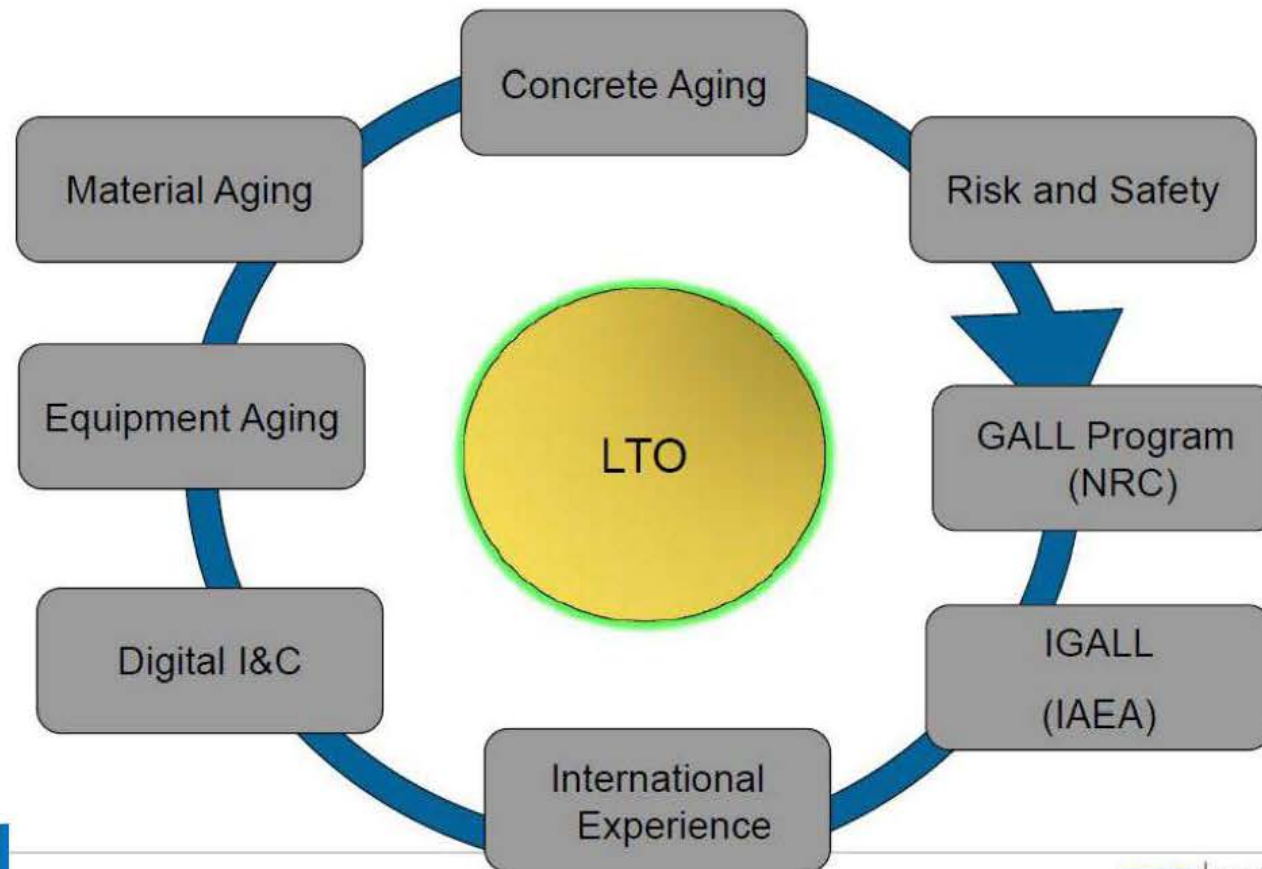 Concrete Aging
Material Aging
Risk and Safety
Equipment Aging
LTO
GALL Program
(NRC)
Digital I&C
IGALL
(IAEA)
International
Experience